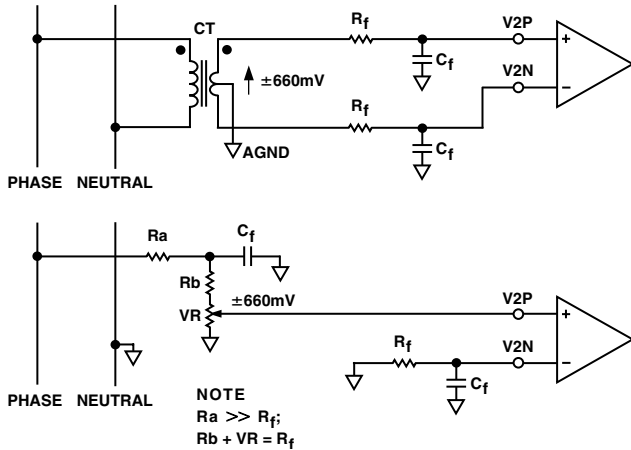 CT
Rf
V2P
+
Cf
±660mV
V2N
Rf
−
Cf
AGND
PHASE NEUTRAL
Ra
Cf
Rb
±660mV
VR
V2P
+
Rf
V2N
−
Cf
PHASE NEUTRAL
NOTE
Ra >> Rf;
Rb + VR = Rf